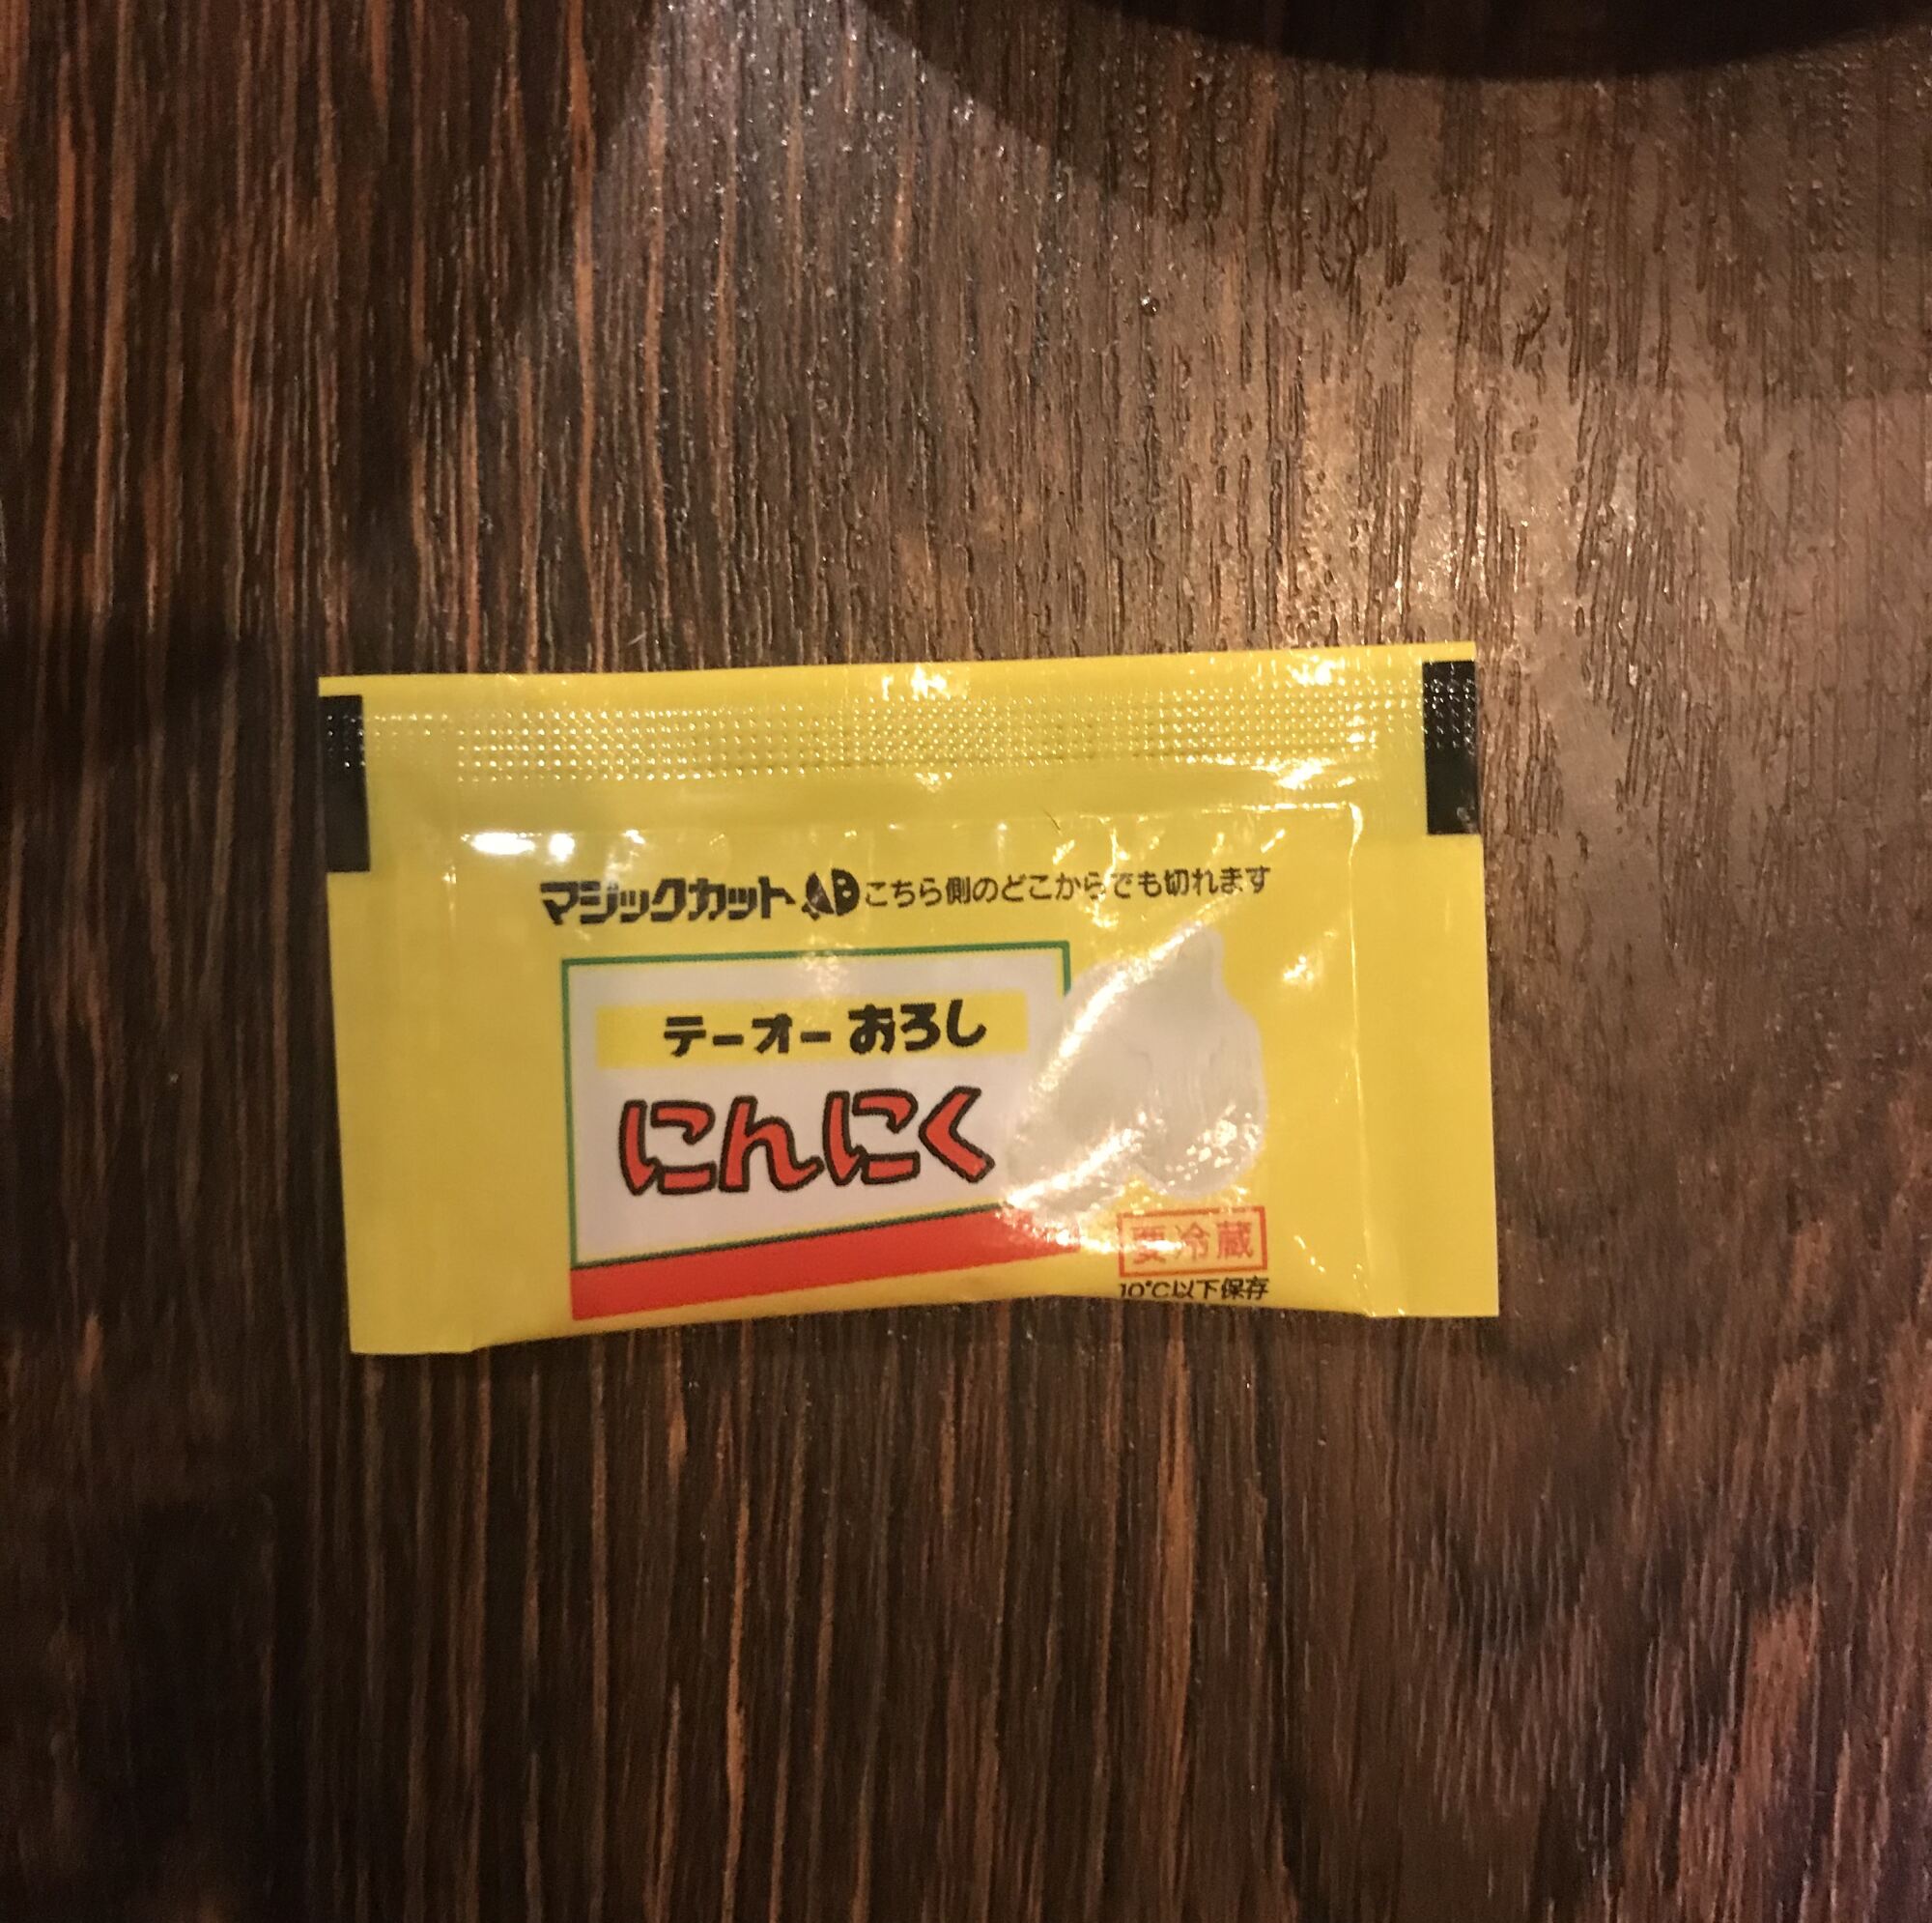 マジックカット こちら側のどこからでも切れます
テーオー おろし
にんにく
要冷蔵
10℃以下保存